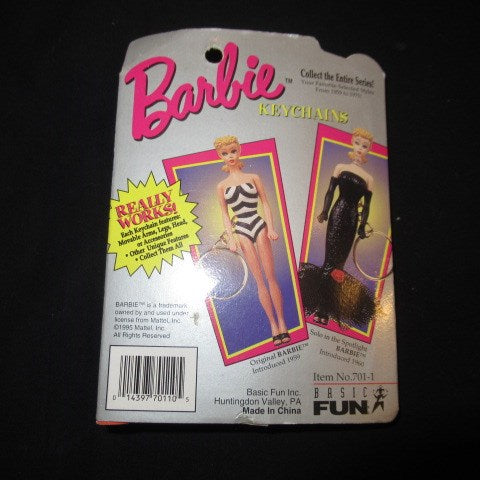 Barbie™
KEYCHAINS
Collect the Entire Series!
Your Favorite Selected Styles
From 1959 to 1971!
REALLY
WORKS!
Each Keychain features:
Movable Arms, Legs, Head,
or Accessories
• Other Unique Features
• Collect Them All
BARBIE™ is a trademark
owned by and used under
license from Mattel, Inc.
©1995 Mattel, Inc.
All Rights Reserved
Original BARBIE™
Introduced 1959
Solo in the Spotlight
BARBIE™
Introduced 1960
Item No. 701-1
0 14397 70110 5
Basic Fun Inc.
Huntingdon Valley, PA
Made In China
BASIC
FUN